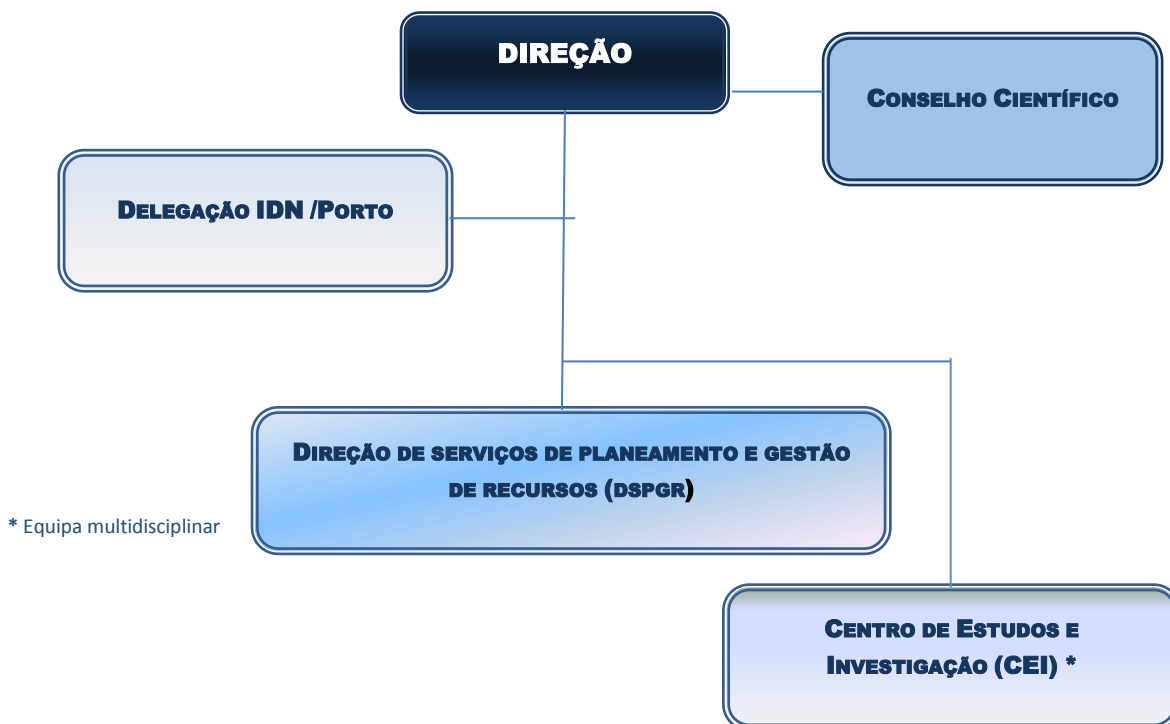 DIREÇÃO
CONSELHO CIENTÍFICO
DELEGAÇÃO IDN /PORTO
DIREÇÃO DE SERVIÇOS DE PLANEAMENTO E GESTÃO
DE RECURSOS (DSPGR)
* Equipa multidisciplinar
CENTRO DE ESTUDOS E
INVESTIGAÇÃO (CEI) *